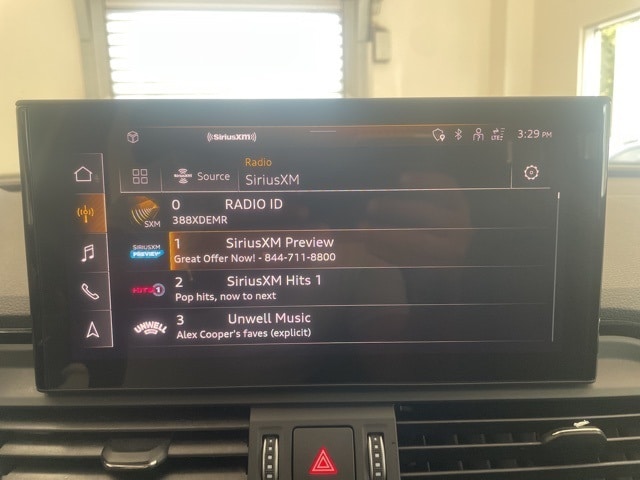 ((SiriusXM))
LTE
3:29 PM
Source
Radio
SiriusXM
SXM
0 RADIO ID
388XDEMR
SIRIUSXM
PREVIEW
1 SiriusXM Preview
Great Offer Now! - 844-711-8800
HITS 1
2 SiriusXM Hits 1
Pop hits, now to next
UNWELL
MUSIC
3 Unwell Music
Alex Cooper's faves (explicit)